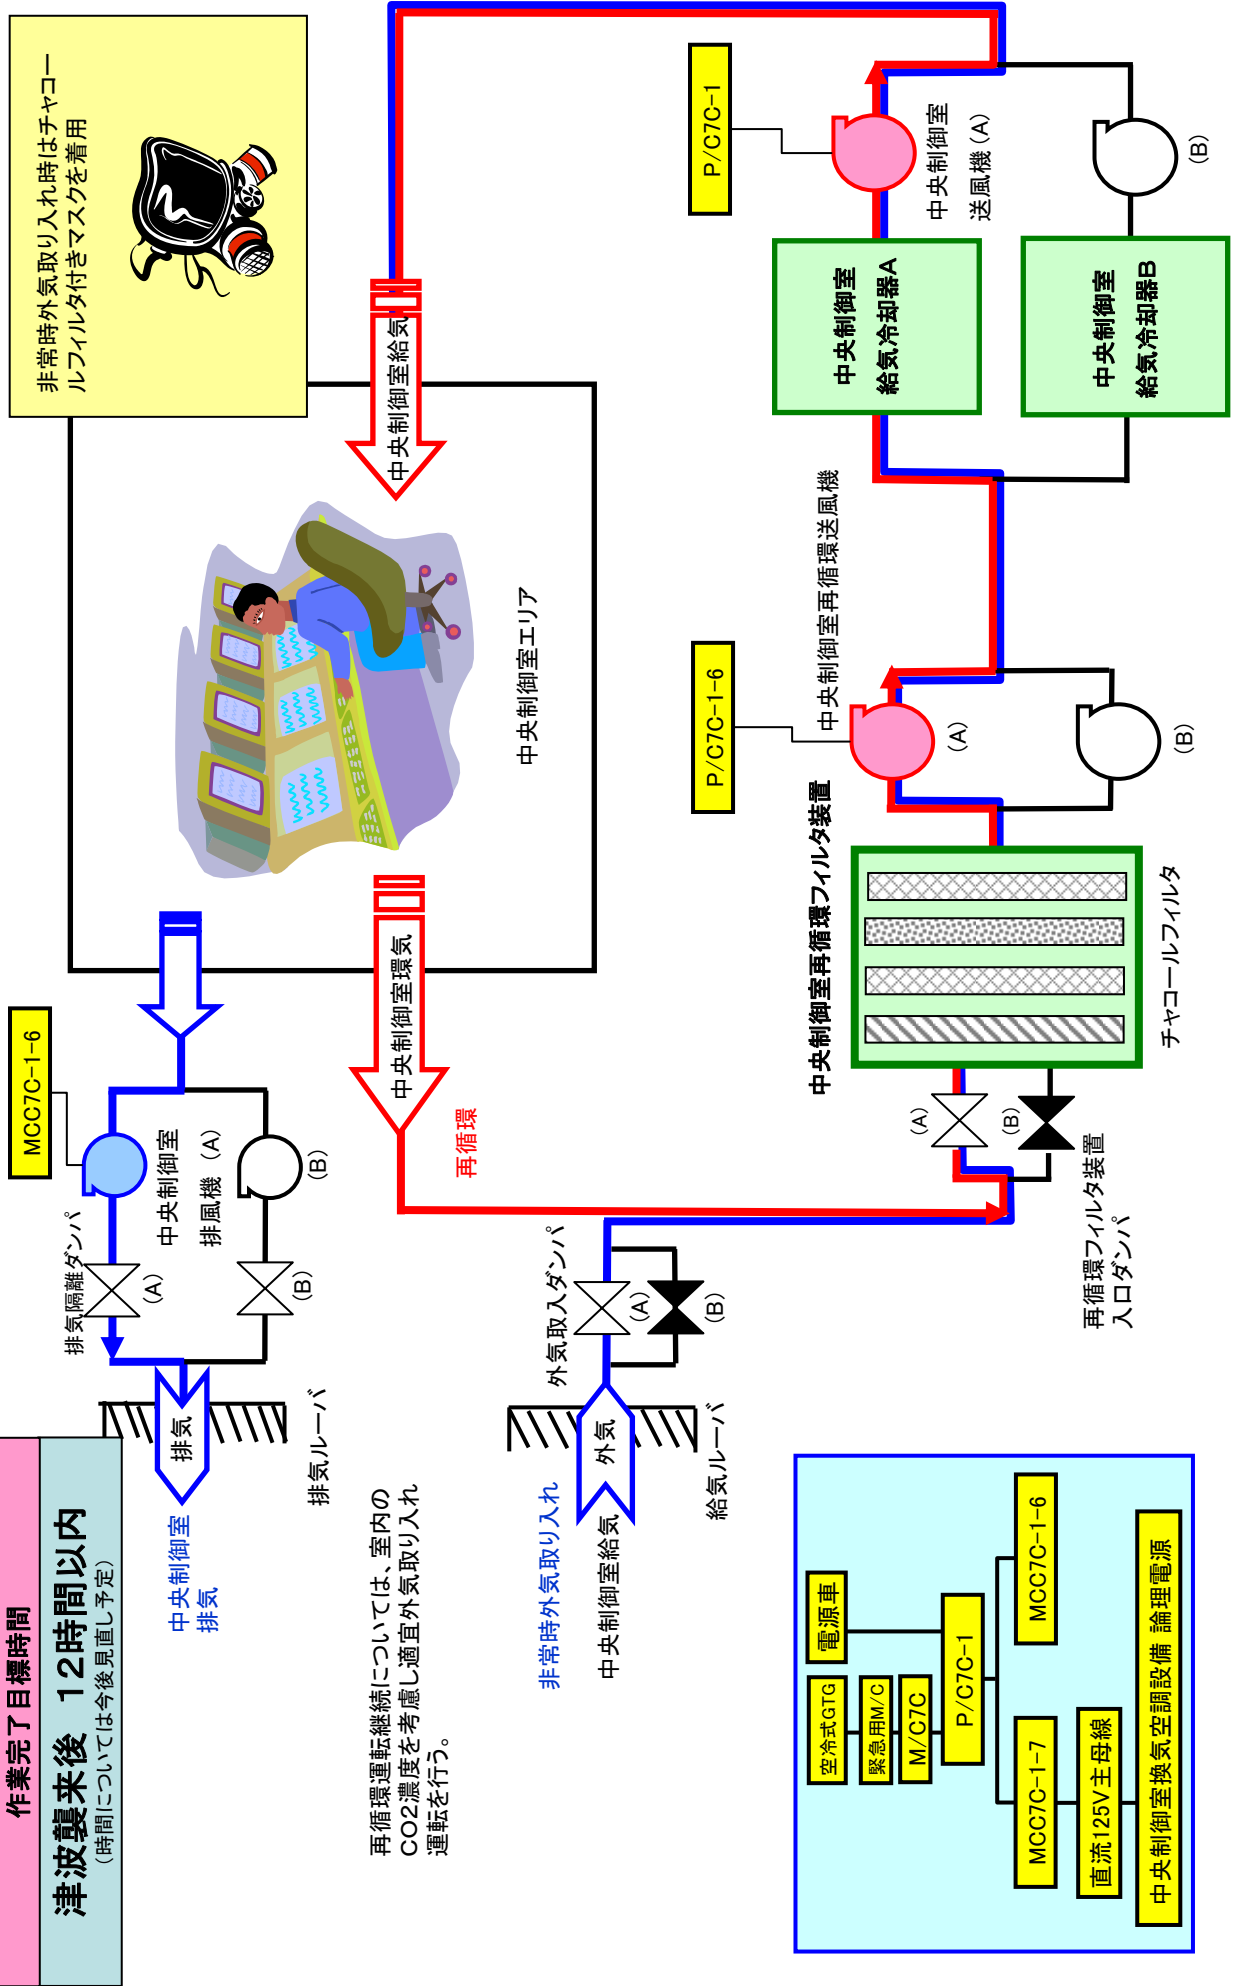 作業完了目標時間
津波襲来後 12時間以内
(時間については今後見直し予定)
MCC7C-1-6
非常時外気取り入れ時はチャコー
ルフィルタ付きマスクを着用
排気隔離ダンパ
(A)
中央制御室
排風機(A)
(B)
(B)
排気
中央制御室
排気
排気ルーバ
中央制御室給気
中央制御室環気
再循環
中央制御室エリア
再循環運転継続については、室内の
CO2濃度を考慮し適宜外気取り入れ
運転を行う。
非常時外気取り入れ
中央制御室給気
外気
給気ルーバ
外気取入ダンパ
(A)
(B)
P/C7C-1-6
P/C7C-1
中央制御室再循環フィルタ装置
中央制御室再循環送風機
(A)
(B)
中央制御室
給気冷却器A
中央制御室
送風機(A)
中央制御室
給気冷却器B
(B)
(A)
(B)
再循環フィルタ装置
入口ダンパ
チャコールフィルタ
空冷式GTG
電源車
緊急用M/C
M/C7C
P/C7C-1
MCC7C-1-7
MCC7C-1-6
直流125V主母線
中央制御室換気空調設備 論理電源